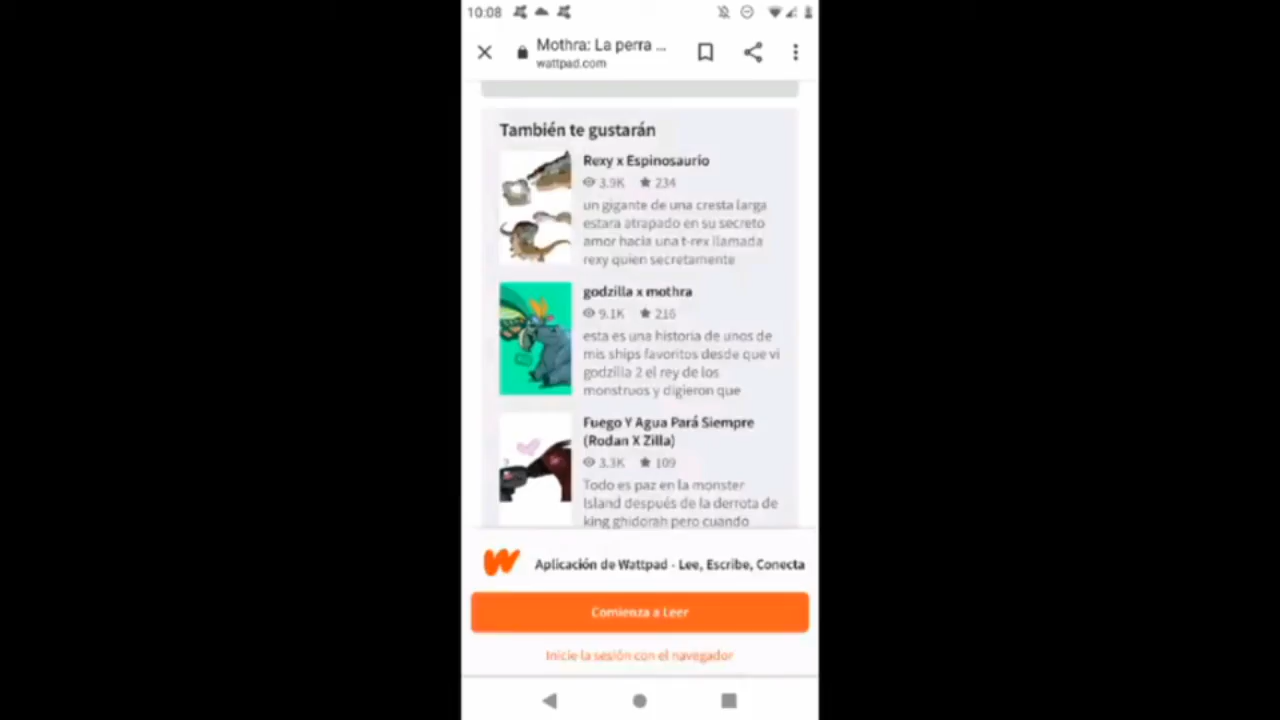 10:08
Mothra: La perra ...
wattpad.com
También te gustarán
Rexy x Espinosaurio
3.9K 234
un gigante de una cresta larga
estara atrapado en su secreto
amor hacia una t-rex llamada
rexy quien secretamente
godzilla x mothra
9.1K 216
esta es una historia de unos de
mis ships favoritos desde que vi
godzilla 2 el rey de los
monstruos y digieron que
Fuego Y Agua Pará Siempre
(Rodan X Zilla)
3.3K 109
Todo es paz en la monster
Island después de la derrota de
king ghidorah pero cuando
Aplicación de Wattpad - Lee, Escribe, Conecta
Comienza a Leer
Inicie la sesión con el navegador